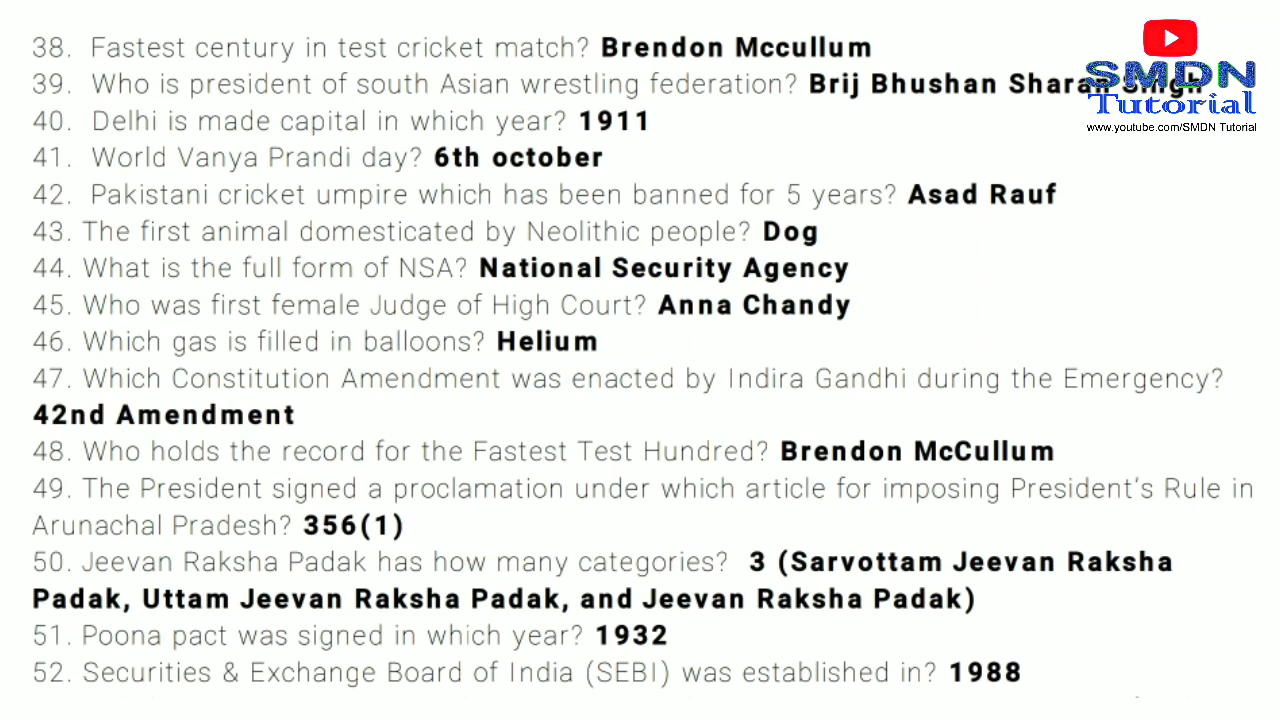 38. Fastest century in test cricket match? Brendon Mccullum
39. Who is president of south Asian wrestling federation? Brij Bhushan Sharan Singh
40. Delhi is made capital in which year? 1911
41. World Vanya Prandi day? 6th october
42. Pakistani cricket umpire which has been banned for 5 years? Asad Rauf
43. The first animal domesticated by Neolithic people? Dog
44. What is the full form of NSA? National Security Agency
45. Who was first female Judge of High Court? Anna Chandy
46. Which gas is filled in balloons? Helium
47. Which Constitution Amendment was enacted by Indira Gandhi during the Emergency?
42nd Amendment
48. Who holds the record for the Fastest Test Hundred? Brendon McCullum
49. The President signed a proclamation under which article for imposing President's Rule in
Arunachal Pradesh? 356(1)
50. Jeevan Raksha Padak has how many categories? 3 (Sarvottam Jeevan Raksha
Padak, Uttam Jeevan Raksha Padak, and Jeevan Raksha Padak)
51. Poona pact was signed in which year? 1932
52. Securities & Exchange Board of India (SEBI) was established in? 1988
SMDN
Tutorial
www.youtube.com/SMDN Tutorial